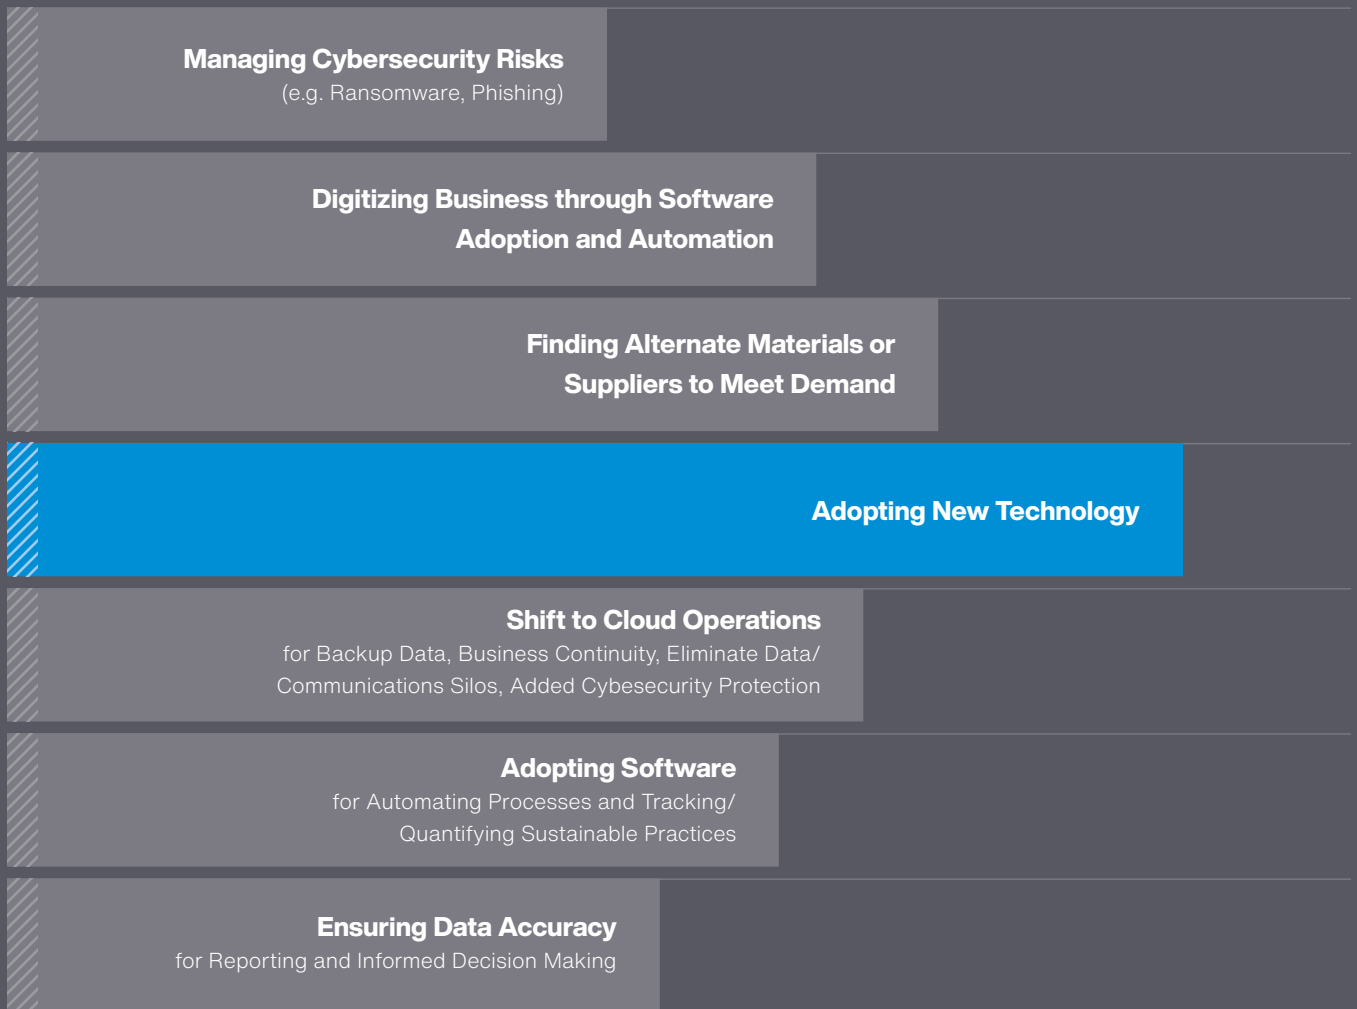 Managing Cybersecurity Risks
(e.g. Ransomware, Phishing)
Digitizing Business through Software
Adoption and Automation
Finding Alternate Materials or
Suppliers to Meet Demand
Adopting New Technology
Shift to Cloud Operations
for Backup Data, Business Continuity, Eliminate Data/
Communications Silos, Added Cybesecurity Protection
Adopting Software
for Automating Processes and Tracking/
Quantifying Sustainable Practices
Ensuring Data Accuracy
for Reporting and Informed Decision Making